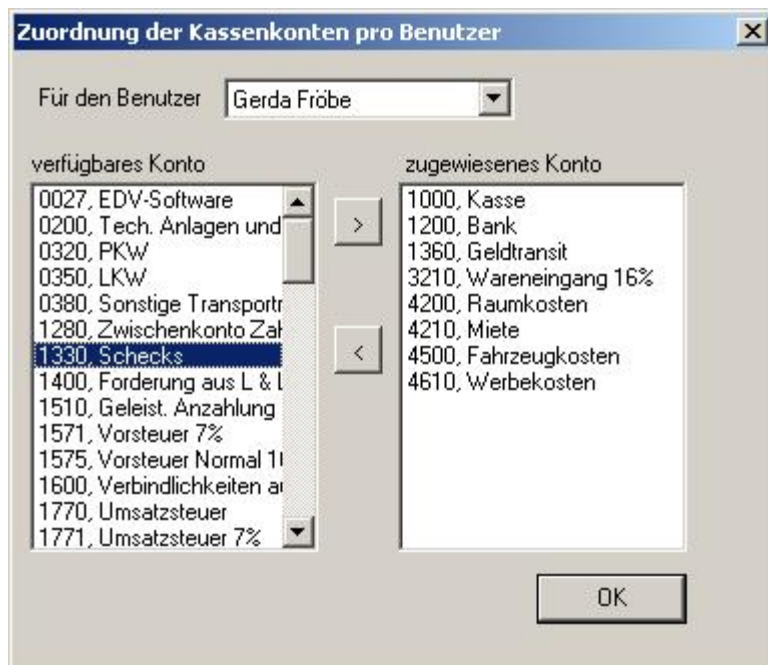 Zuordnung der Kassenkonten pro Benutzer
Für den Benutzer Gerda Fröbe
verfügbares Konto
0027, EDV-Software
0200, Tech. Anlagen und
0320, PKW
0350, LKW
0380, Sonstige Transportr
1280, Zwischenkonto Zah
1330, Schecks
1400, Forderung aus L & L
1510, Geleist. Anzahlung
1571, Vorsteuer 7%
1575, Vorsteuer Normal 1
1600, Verbindlichkeiten a
1770, Umsatzsteuer
1771, Umsatzsteuer 7%
>
<
zugewiesenes Konto
1000, Kasse
1200, Bank
1360, Geldtransit
3210, Wareneingang 16%
4200, Raumkosten
4210, Miete
4500, Fahrzeugkosten
4610, Werbekosten
OK